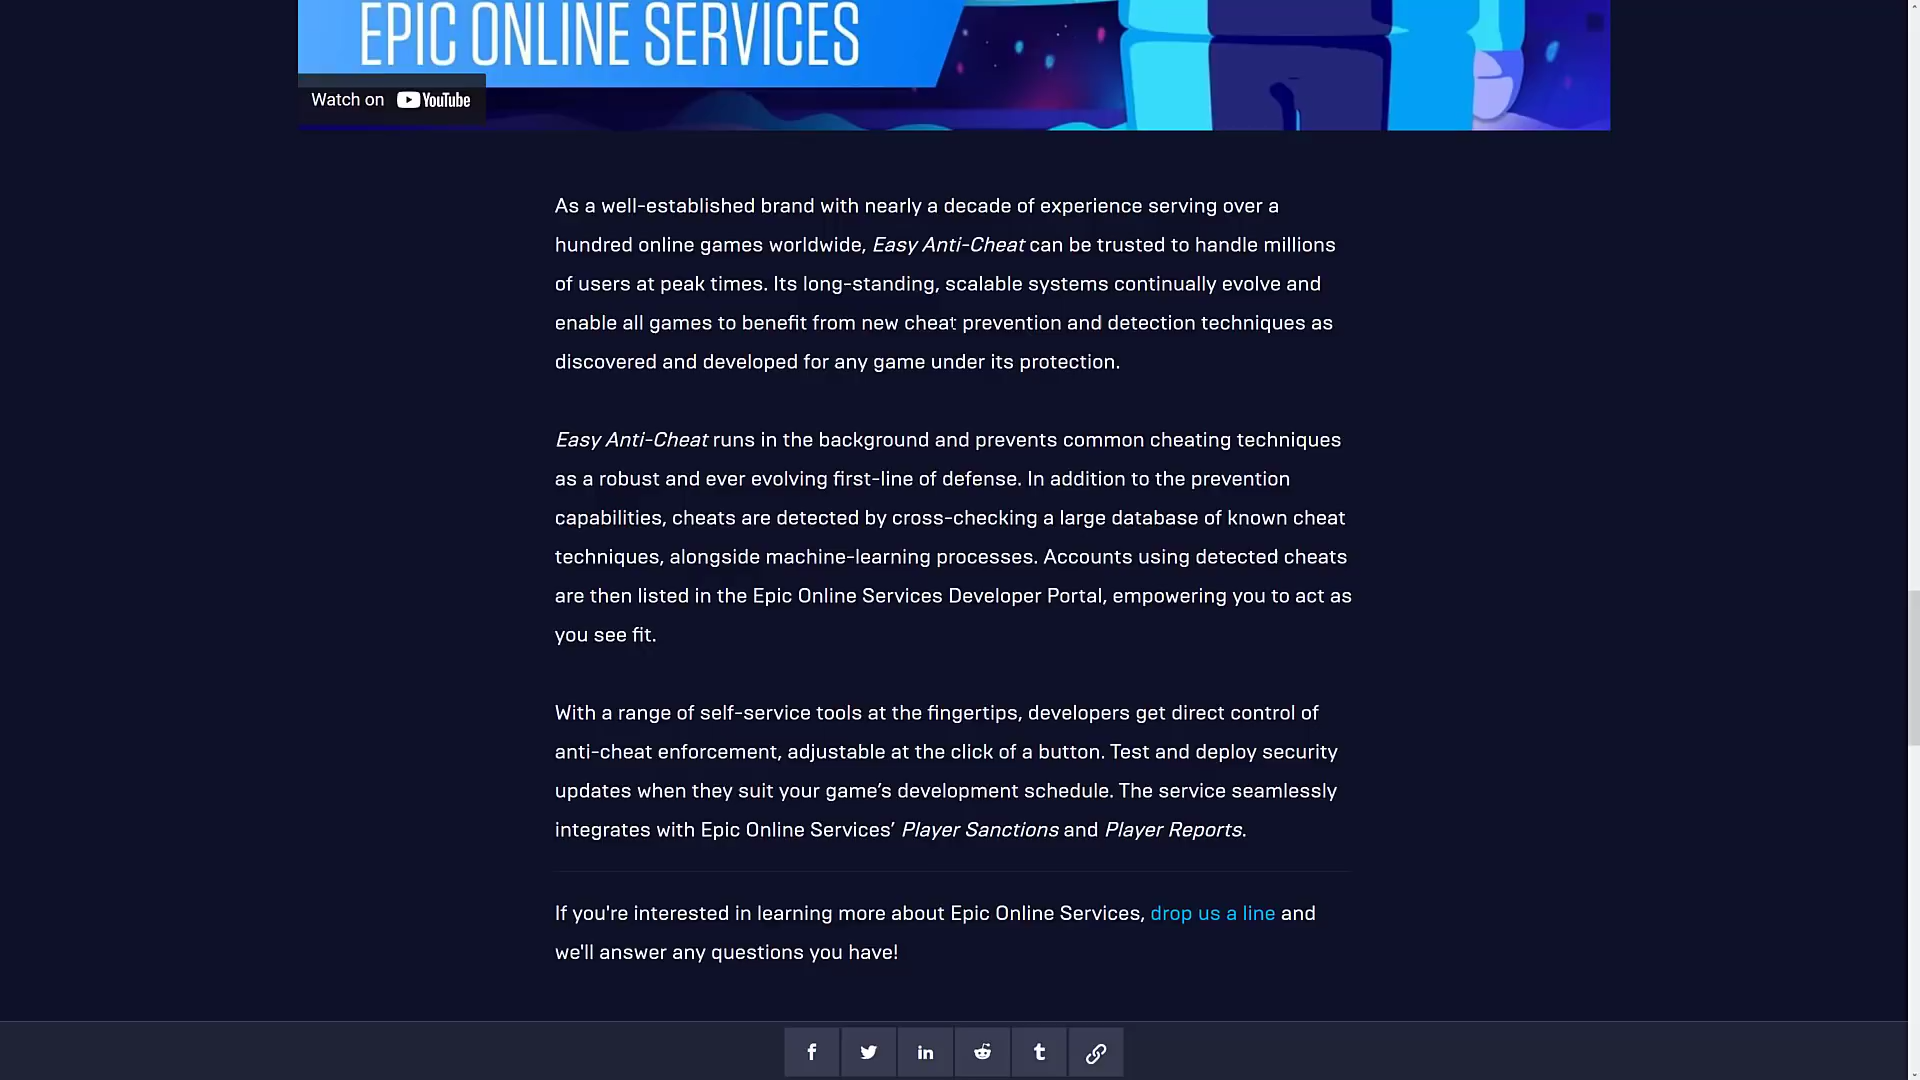 EPIC ONLINE SERVICES
Watch on YouTube
As a well-established brand with nearly a decade of experience serving over a
hundred online games worldwide, Easy Anti-Cheat can be trusted to handle millions
of users at peak times. Its long-standing, scalable systems continually evolve and
enable all games to benefit from new cheat prevention and detection techniques as
discovered and developed for any game under its protection.
Easy Anti-Cheat runs in the background and prevents common cheating techniques
as a robust and ever evolving first-line of defense. In addition to the prevention
capabilities, cheats are detected by cross-checking a large database of known cheat
techniques, alongside machine-learning processes. Accounts using detected cheats
are then listed in the Epic Online Services Developer Portal, empowering you to act as
you see fit.
With a range of self-service tools at the fingertips, developers get direct control of
anti-cheat enforcement, adjustable at the click of a button. Test and deploy security
updates when they suit your game’s development schedule. The service seamlessly
integrates with Epic Online Services’ Player Sanctions and Player Reports.
If you're interested in learning more about Epic Online Services, drop us a line and
we'll answer any questions you have!